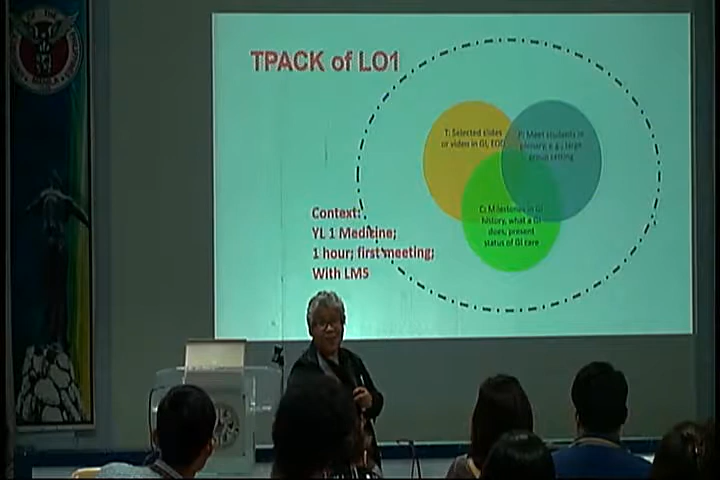 TPACK of LO1
T: Selected slides
or video in GI, EOC
P: Meet students in
plenary, e.g., large
group setting
C: Milestones in GI
history, what a GI
does, present
status of GI care
Context:
YL 1 Medicine;
1 hour; first meeting;
With LMS